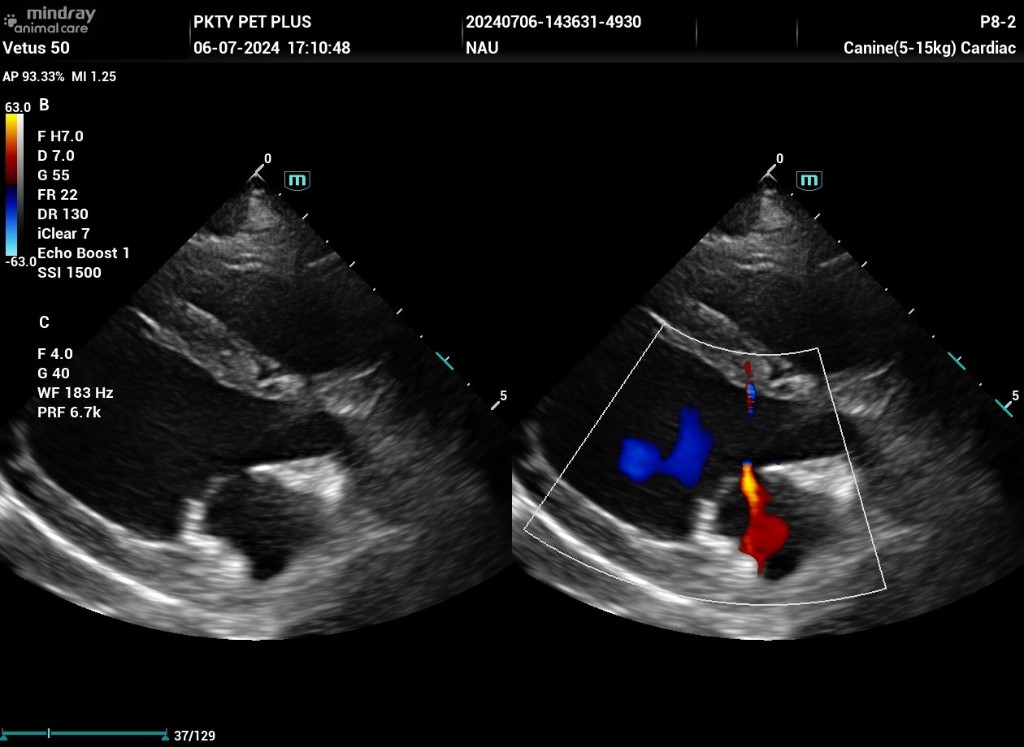 mindray
animalcare
Vetus 50
PKTY PET PLUS
06-07-2024 17:10:48
20240706-143631-4930
NAU
P8-2
Canine(5-15kg) Cardiac
AP 93.33% MI 1.25
63.0
B
F H7.0
D 7.0
G 55
FR 22
DR 130
iClear 7
Echo Boost 1
-63.0
SSI 1500
C
F 4.0
G 40
WF 183 Hz
PRF 6.7k
0
m
5
0
m
5
37/129